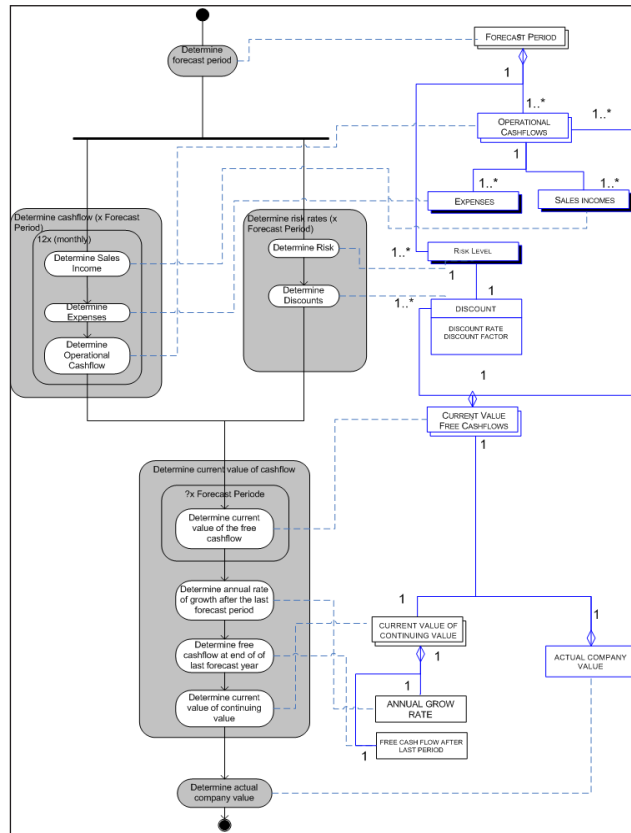 Determine
forecast period
FORECAST PERIOD
1
1
1..*
1..*
OPERATIONAL
CASHFLOWS
1
1..*
1..*
EXPENSES
SALES INCOMES
Determine cashflow (x Forecast
Period)
12x (monthly)
Determine Sales
Income
Determine
Expenses
Determine
Operational
Cashflow
Determine risk rates (x
Forecast Period)
Determine Risk
Determine
Discounts
1..*
RISK LEVEL
1
1
1..*
DISCOUNT
DISCOUNT RATE
DISCOUNT FACTOR
1
1
CURRENT VALUE
FREE CASHFLOWS
1
Determine current value of cashflow
?x Forecast Periode
Determine current
value of the free
cashflow
Determine annual rate
of growth after the last
forecast period
Determine free
cashflow at end of of
last forecast year
Determine current
value of continuing
value
1
1
CURRENT VALUE OF
CONTINUING VALUE
ACTUAL COMPANY
VALUE
1
1
1
ANNUAL GROW
RATE
FREE CASH FLOW AFTER
LAST PERIOD
1
Determine actual
company value